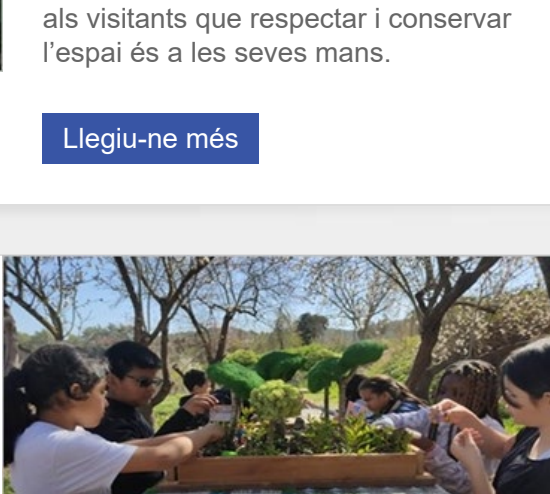 als visitants que respectar i conservar
l’espai és a les seves mans.
Llegiu-ne més